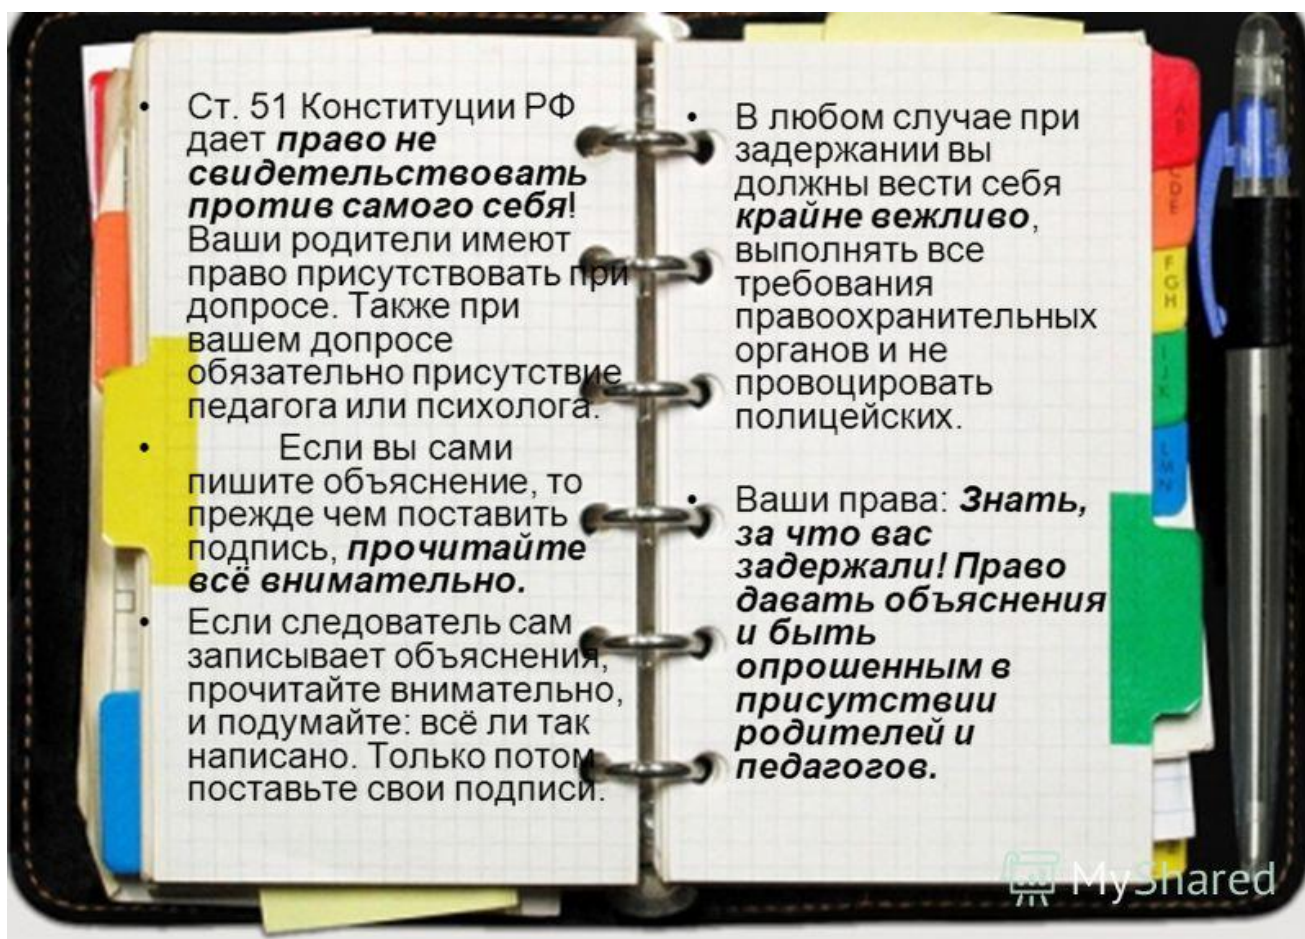 • Ст. 51 Конституции РФ
дает право не
свидетельствовать
против самого себя!
Ваши родители имеют
право присутствовать при
допросе. Также при
вашем допросе
обязательно присутствие
педагога или психолога.
• Если вы сами
пишите объяснение, то
прежде чем поставить
подпись, прочитайте
всё внимательно.
• Если следователь сам
записывает объяснения,
прочитайте внимательно,
и подумайте: всё ли так
написано. Только потом
поставьте свои подписи.
• В любом случае при
задержании вы
должны вести себя
крайне вежливо,
выполнять все
требования
правоохранительных
органов и не
провоцировать
полицейских.
• Ваши права: Знать,
за что вас
задержали! Право
давать объяснения
и быть
опрошенным в
присутствии
родителей и
педагогов.
F
G
H
L
M
N
MyShared